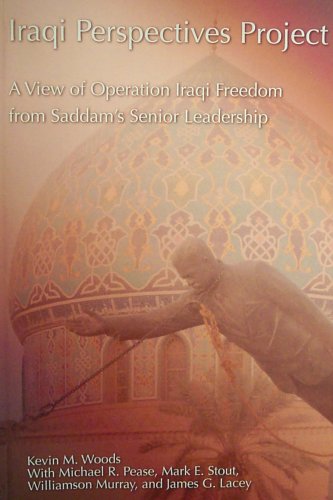 Iraqi Perspectives Project
A View of Operation Iraqi Freedom
from Saddam's Senior Leadership
Kevin M. Woods
With Michael R. Pease, Mark E. Stout,
Williamson Murray, and James G. Lacey